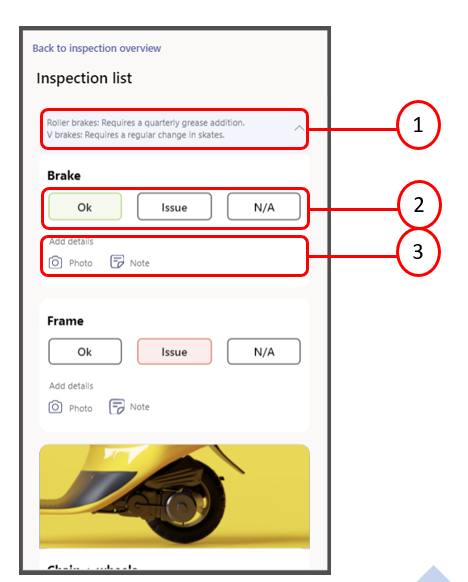 Back to inspection overview
Inspection list
Roller brakes: Requires a quarterly grease addition.
V brakes: Requires a regular change in skates.
1
Brake
Ok Issue N/A
2
Add details
Photo Note
3
Frame
Ok Issue N/A
Add details
Photo Note